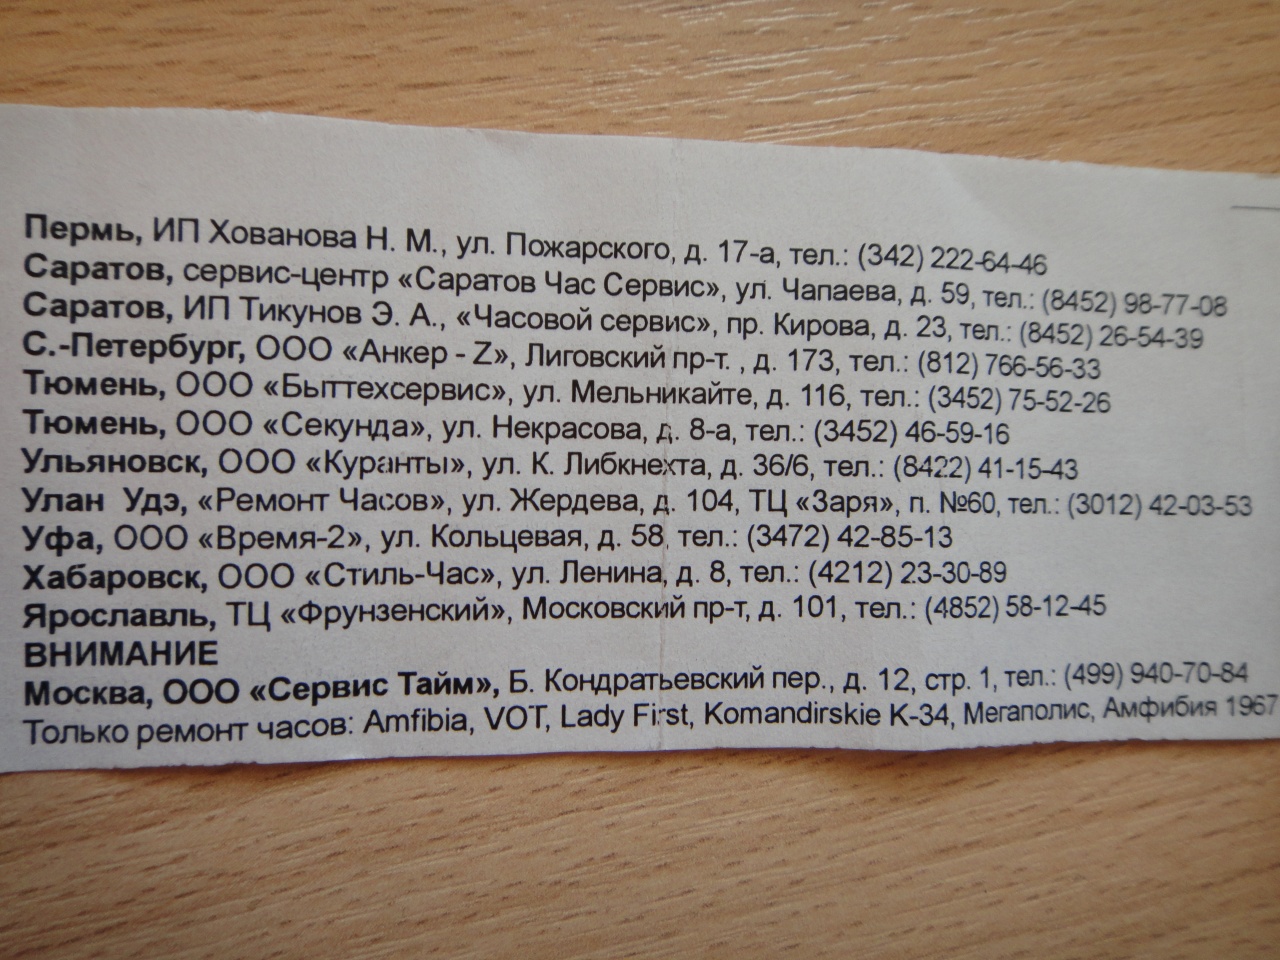 Пермь, ИП Хованова Н. М., ул. Пожарского, д. 17-а, тел.: (342) 222-64-46
Саратов, сервис-центр «Саратов Час Сервис», ул. Чапаева, д. 59, тел.: (8452) 98-77-08
Саратов, ИП Тикунов Э. А., «Часовой сервис», пр. Кирова, д. 23, тел.: (8452) 26-54-39
С.-Петербург, ООО «Анкер - Z», Лиговский пр-т. , д. 173, тел.: (812) 766-56-33
Тюмень, ООО «Быттехсервис», ул. Мельникайте, д. 116, тел.: (3452) 75-52-26
Тюмень, ООО «Секунда», ул. Некрасова, д. 8-а, тел.: (3452) 46-59-16
Ульяновск, ООО «Куранты», ул. К. Либкнехта, д. 36/6, тел.: (8422) 41-15-43
Улан Удэ, «Ремонт Часов», ул. Жердева, д. 104, ТЦ «Заря», п. №60, тел.: (3012) 42-03-53
Уфа, ООО «Время-2», ул. Кольцевая, д. 58, тел.: (3472) 42-85-13
Хабаровск, ООО «Стиль-Час», ул. Ленина, д. 8, тел.: (4212) 23-30-89
Ярославль, ТЦ «Фрунзенский», Московский пр-т, д. 101, тел.: (4852) 58-12-45
ВНИМАНИЕ
Москва, ООО «Сервис Тайм», Б. Кондратьевский пер., д. 12, стр. 1, тел.: (499) 940-70-84
Только ремонт часов: Amfibia, VOT, Lady First, Komandirskie K-34, Мегаполис, Амфибия 1967